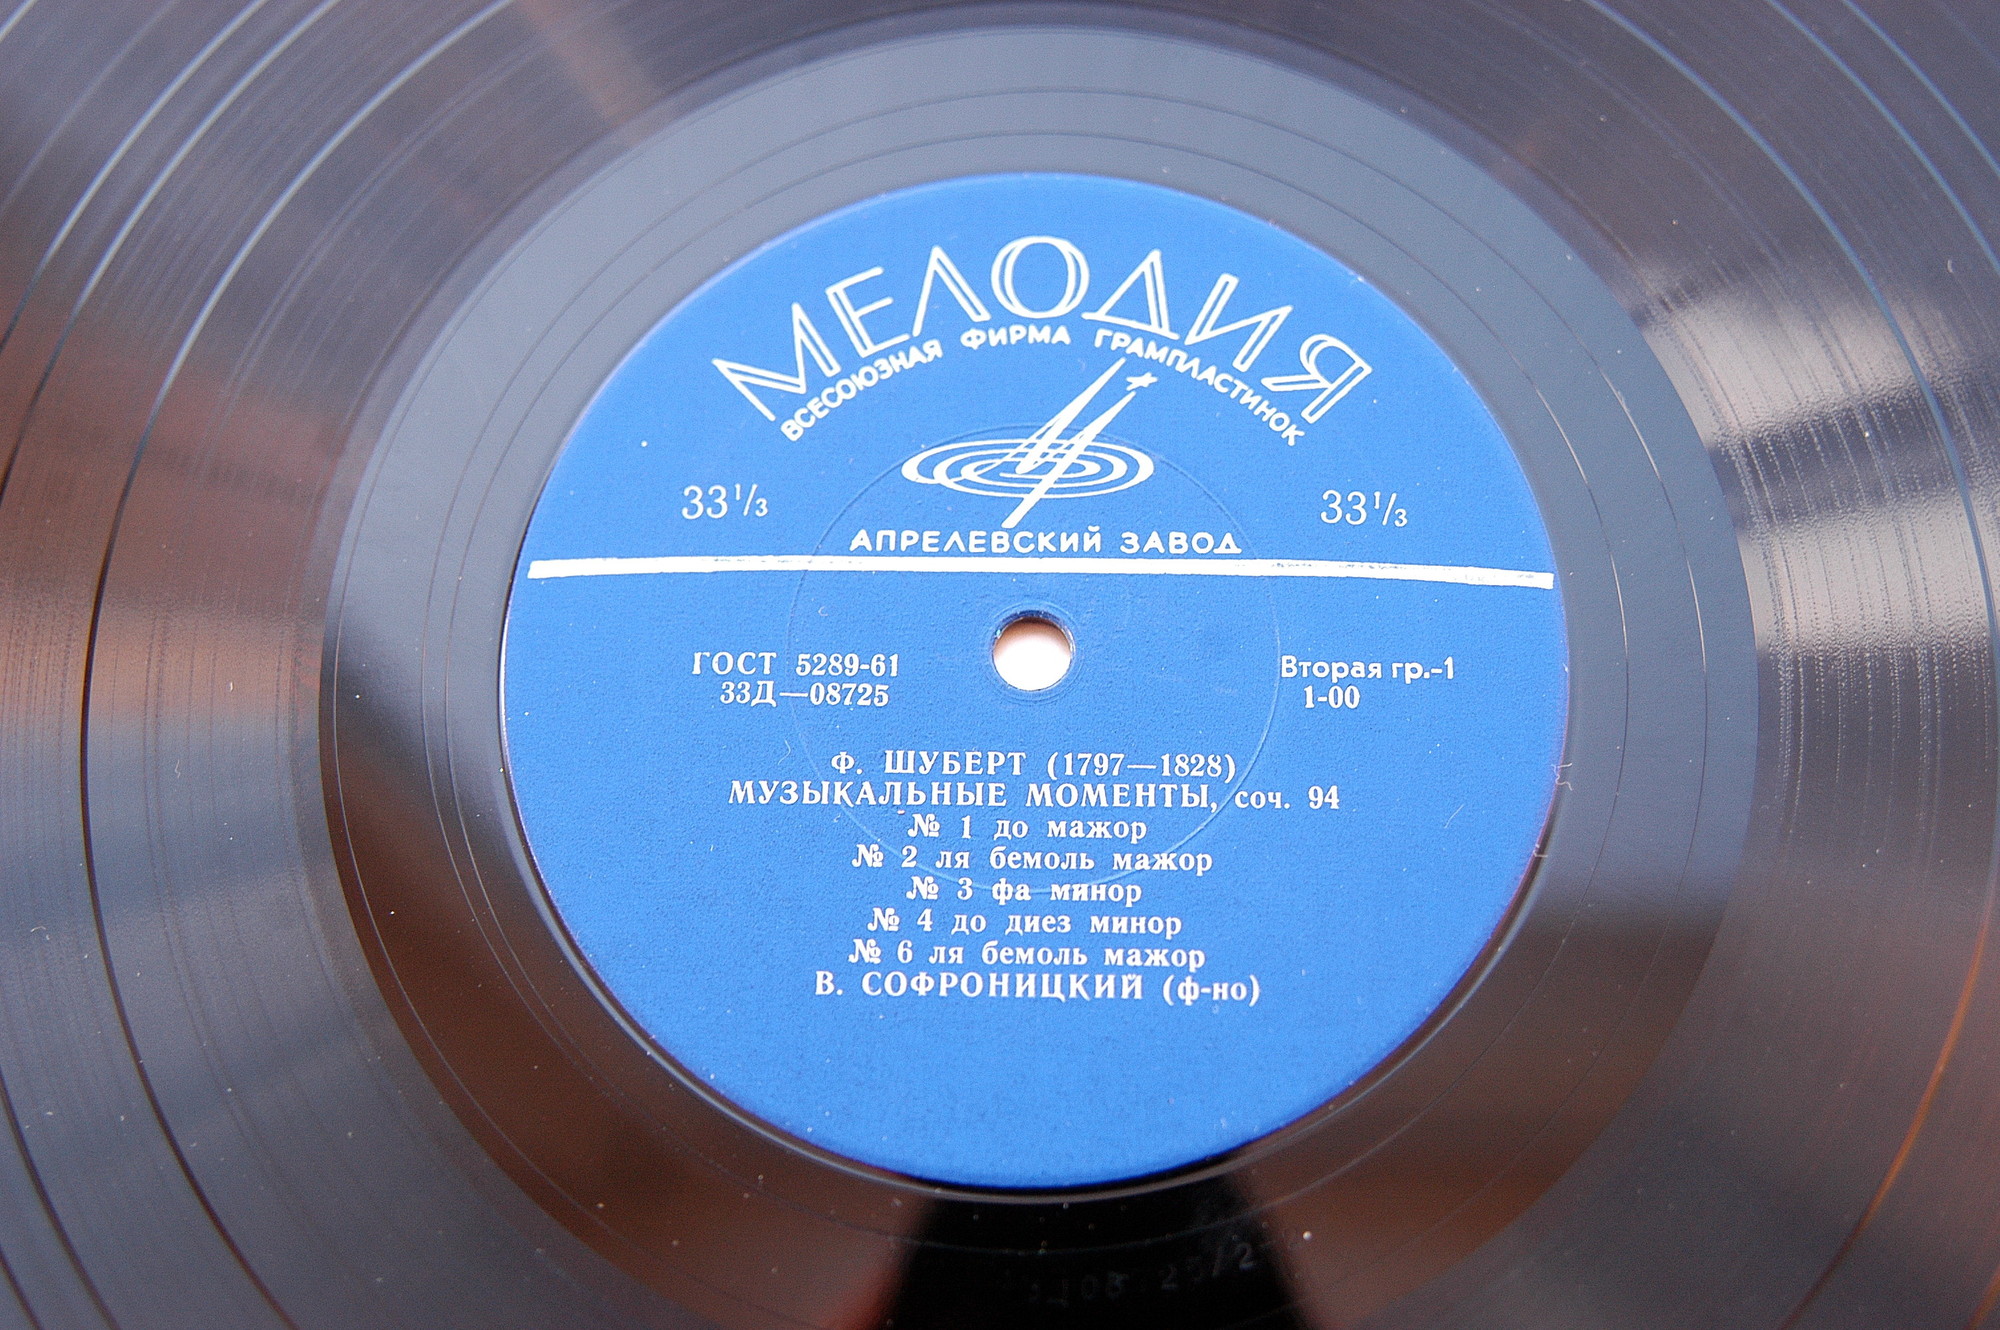 МЕЛОДИЯ
ВСЕСОЮЗНАЯ ФИРМА ГРАМПЛАСТИНОК
33⅓ 33⅓
АПРЕЛЕВСКИЙ ЗАВОД
ГОСТ 5289-61 Вторая гр.-1
33Д—08725 1-00
Ф. ШУБЕРТ (1797—1828)
МУЗЫКАЛЬНЫЕ МОМЕНТЫ, соч. 94
№ 1 до мажор
№ 2 ля бемоль мажор
№ 3 фа минор
№ 4 до диез минор
№ 6 ля бемоль мажор
В. СОФРОНИЦКИЙ (ф-но)